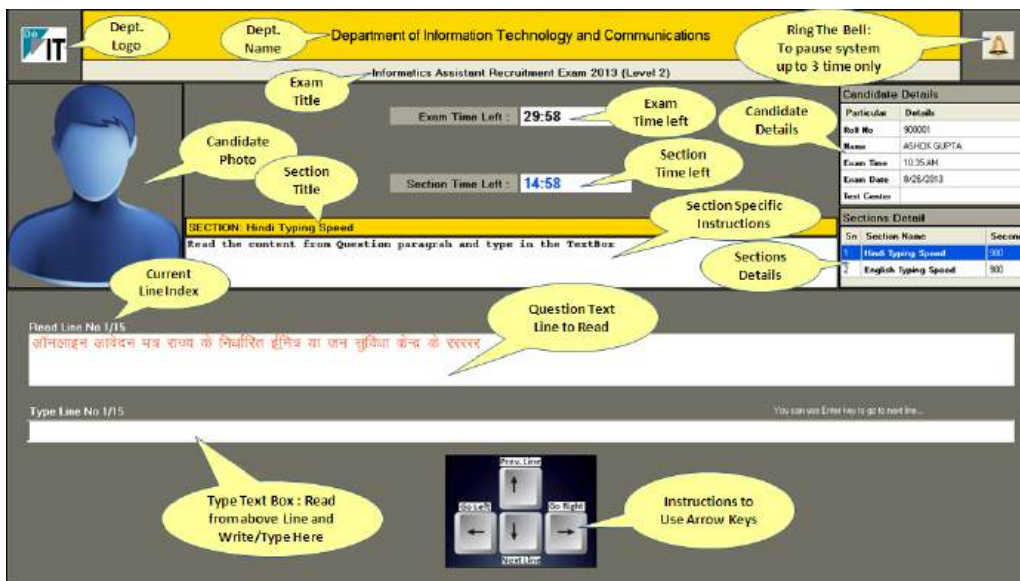 Do IT
Dept.
Logo
Dept.
Name
Department of Information Technology and Communications
Ring The Bell:
To pause system
up to 3 time only
Informatics Assistant Recruitment Exam 2013 (Level 2)
Exam
Title
Exam Time Left : 29:58
Exam
Time left
Candidate
Details
Candidate Details
Particular Details
Roll No 900001
Name ASHOK GUPTA
Exam Time 10:35 AM
Exam Date 8/26/2013
Test Center
Candidate
Photo
Section
Title
Section Time Left : 14:58
Section
Time left
SECTION: Hindi Typing Speed
Read the content from Question paragrah and type in the TextBox
Section Specific
Instructions
Sections Detail
Sn Section Name Second
1 Hindi Typing Speed 900
2 English Typing Speed 900
Sections
Details
Current
Line Index
Question Text
Line to Read
Read Line No 1/15
ऑनलाइन आवेदन पत्र राज्य के निर्धारित ईमित्र या जन सुविधा केन्द्र के ररररर
Type Line No 1/15
You can use Enter key to go to next line...
Type Text Box : Read
from above Line and
Write/Type Here
Prev. Line
Go Left
Go Right
Next Line
Instructions to
Use Arrow Keys